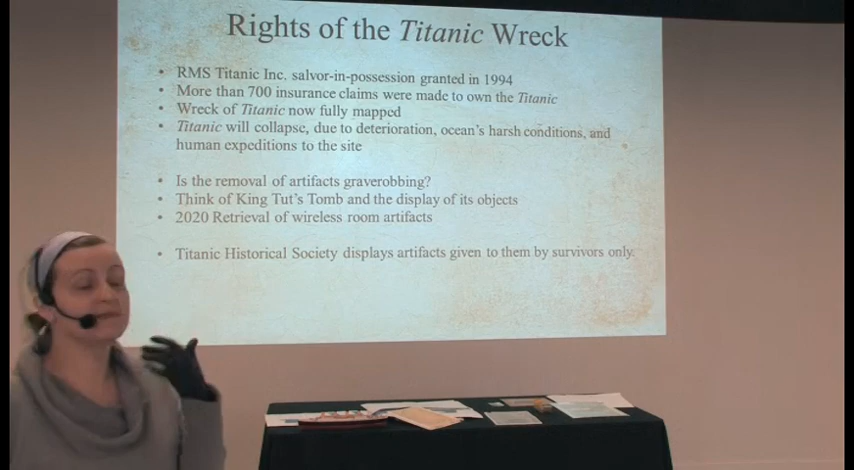 Rights of the Titanic Wreck
• RMS Titanic Inc. salvor-in-possession granted in 1994
• More than 700 insurance claims were made to own the Titanic
• Wreck of Titanic now fully mapped
• Titanic will collapse, due to deterioration, ocean's harsh conditions, and
human expeditions to the site
• Is the removal of artifacts graverobbing?
• Think of King Tut's Tomb and the display of its objects
• 2020 Retrieval of wireless room artifacts
• Titanic Historical Society displays artifacts given to them by survivors only.